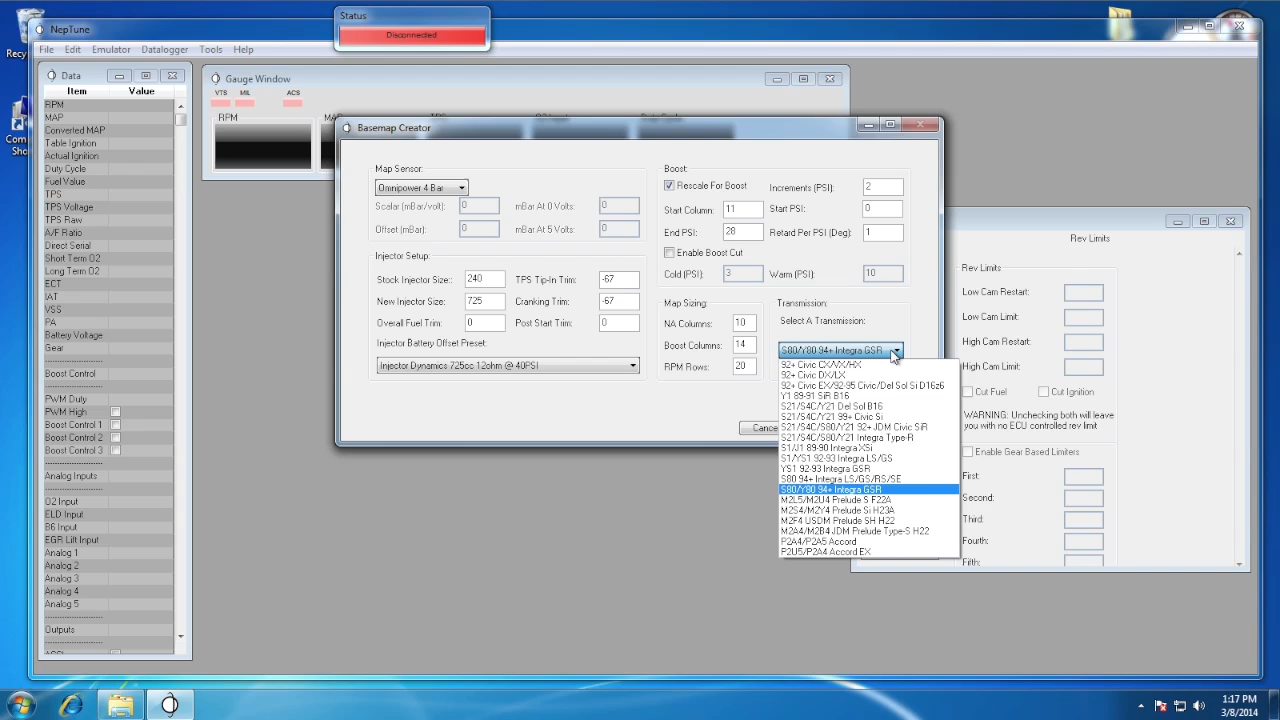 Status
Disconnected
Recy
NepTune
File Edit Emulator Datalogger Tools Help
Com
Sho
Data
Item Value
RPM
MAP
Converted MAP
Table Ignition
Actual Ignition
Duty Cycle
Fuel Value
TPS
TPS Voltage
TPS Raw
A/F Ratio
Direct Serial
Short Term O2
Long Term O2
ECT
IAT
VSS
PA
Battery Voltage
Gear
Boost Control
PWM Duty
PWM High
Boost Control 1
Boost Control 2
Boost Control 3
Analog Inputs
O2 Input
ELD Input
B6 Input
EGR Lift Input
Analog 1
Analog 2
Analog 3
Analog 4
Analog 5
Outputs
Gauge Window
VTS MIL ACS
RPM
Basemap Creator
Map Sensor:
Omnipower 4 Bar
Scalar (mBar/volt): 0 mBar At 0 Volts: 0
Offset (mBar): 0 mBar At 5 Volts: 0
Injector Setup:
Stock Injector Size:: 240 TPS Tip-In Trim: -67
New Injector Size: 725 Cranking Trim: -67
Overall Fuel Trim: 0 Post Start Trim: 0
Injector Battery Offset Preset:
Injector Dynamics 725cc 12ohm @ 40PSI
Boost:
Rescale For Boost Increments (PSI): 2
Start Column: 11 Start PSI: 0
End PSI: 28 Retard Per PSI (Deg): 1
Enable Boost Cut
Cold (PSI): 3 Warm (PSI): 10
Map Sizing:
NA Columns: 10
Boost Columns: 14
RPM Rows: 20
Transmission:
Select A Transmission:
S80/Y80 94+ Integra GSR
92+ Civic CX/VX/HX
92+ Civic DX/LX
92+ Civic EX/92-95 Civic/Del Sol Si D16z6
Y1 89-91 SiR B16
S21/S4C/Y21 Del Sol B16
S21/S4C/Y21 99+ Civic Si
S21/S4C/S80/Y21 92+ JDM Civic SiR
S21/S4C/S80/Y21 Integra Type-R
S1/J1 89-90 Integra XSi
S1/YS1 92-93 Integra LS/GS
YS1 92-93 Integra GSR
S80 94+ Integra LS/GS/RS/SE
S80/Y80 94+ Integra GSR
M2L5/M2U4 Prelude S F22A
M2S4/M2Y4 Prelude Si H23A
M2F4 USDM Prelude SH H22
M2A4/M2B4 JDM Prelude Type-S H22
P2A4/P2A5 Accord
P2U5/P2A4 Accord EX
Cance
Rev Limits
Rev Limits
Low Cam Restart:
Low Cam Limit:
High Cam Restart:
High Cam Limit:
Cut Fuel Cut Ignition
WARNING: Unchecking both will leave
you with no ECU controlled rev limit
Enable Gear Based Limiters
First:
Second:
Third:
Fourth:
Fifth:
1:17 PM
3/8/2014